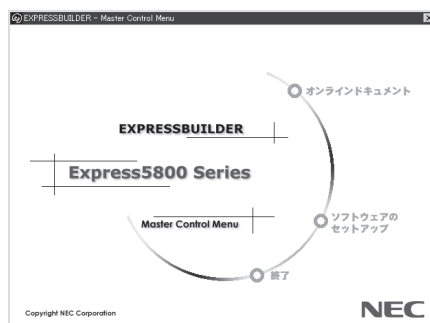 EXPRESSBUILDER - Master Control Menu
オンラインドキュメント
EXPRESSBUILDER
Express5800 Series
Master Control Menu
ソフトウェアの
セットアップ
終了
Copyright NEC Corporation
NEC